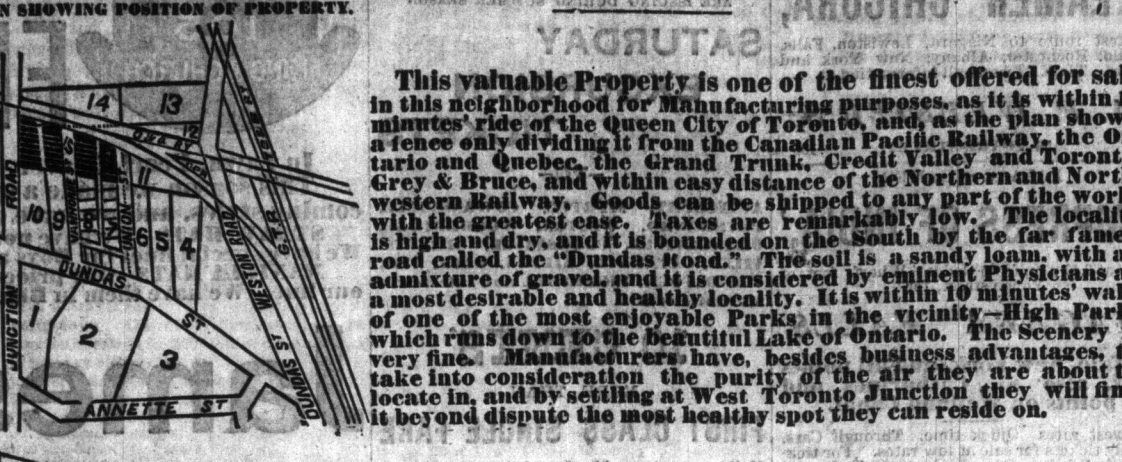 N SHOWING POSITION OF PROPERTY.
14
13
12
11
15
10
9
8
7
6
5
4
1
2
3
ROAD
JUNCTION
UNION ST
DUNDAS
ST
WESTON ROAD
G.T.R
DUNDAS ST
ANNETTE ST
This valuable Property is one of the finest offered for sal
in this neighborhood for Manufacturing purposes, as it is within
minutes' ride of the Queen City of Toronto, and, as the plan show
a fence only dividing it from the Canadian Pacific Railway, the O
tario and Quebec, the Grand Trunk, Credit Valley and Toront
Grey & Bruce, and within easy distance of the Northern and Nort
western Railway. Goods can be shipped to any part of the worl
with the greatest ease. Taxes are remarkably low. The localit
is high and dry, and it is bounded on the South by the far fame
road called the "Dundas Road." The soil is a sandy loam, with a
admixture of gravel, and it is considered by eminent Physicians a
a most desirable and healthy locality. It is within 10 minutes' wal
of one of the most enjoyable Parks in the vicinity—High Park
which runs down to the beautiful Lake of Ontario. The Scenery
very fine. Manufacturers have, besides business advantages, t
take into consideration the purity of the air they are about t
locate in, and by settling at West Toronto Junction they will fin
it beyond dispute the most healthy spot they can reside on.